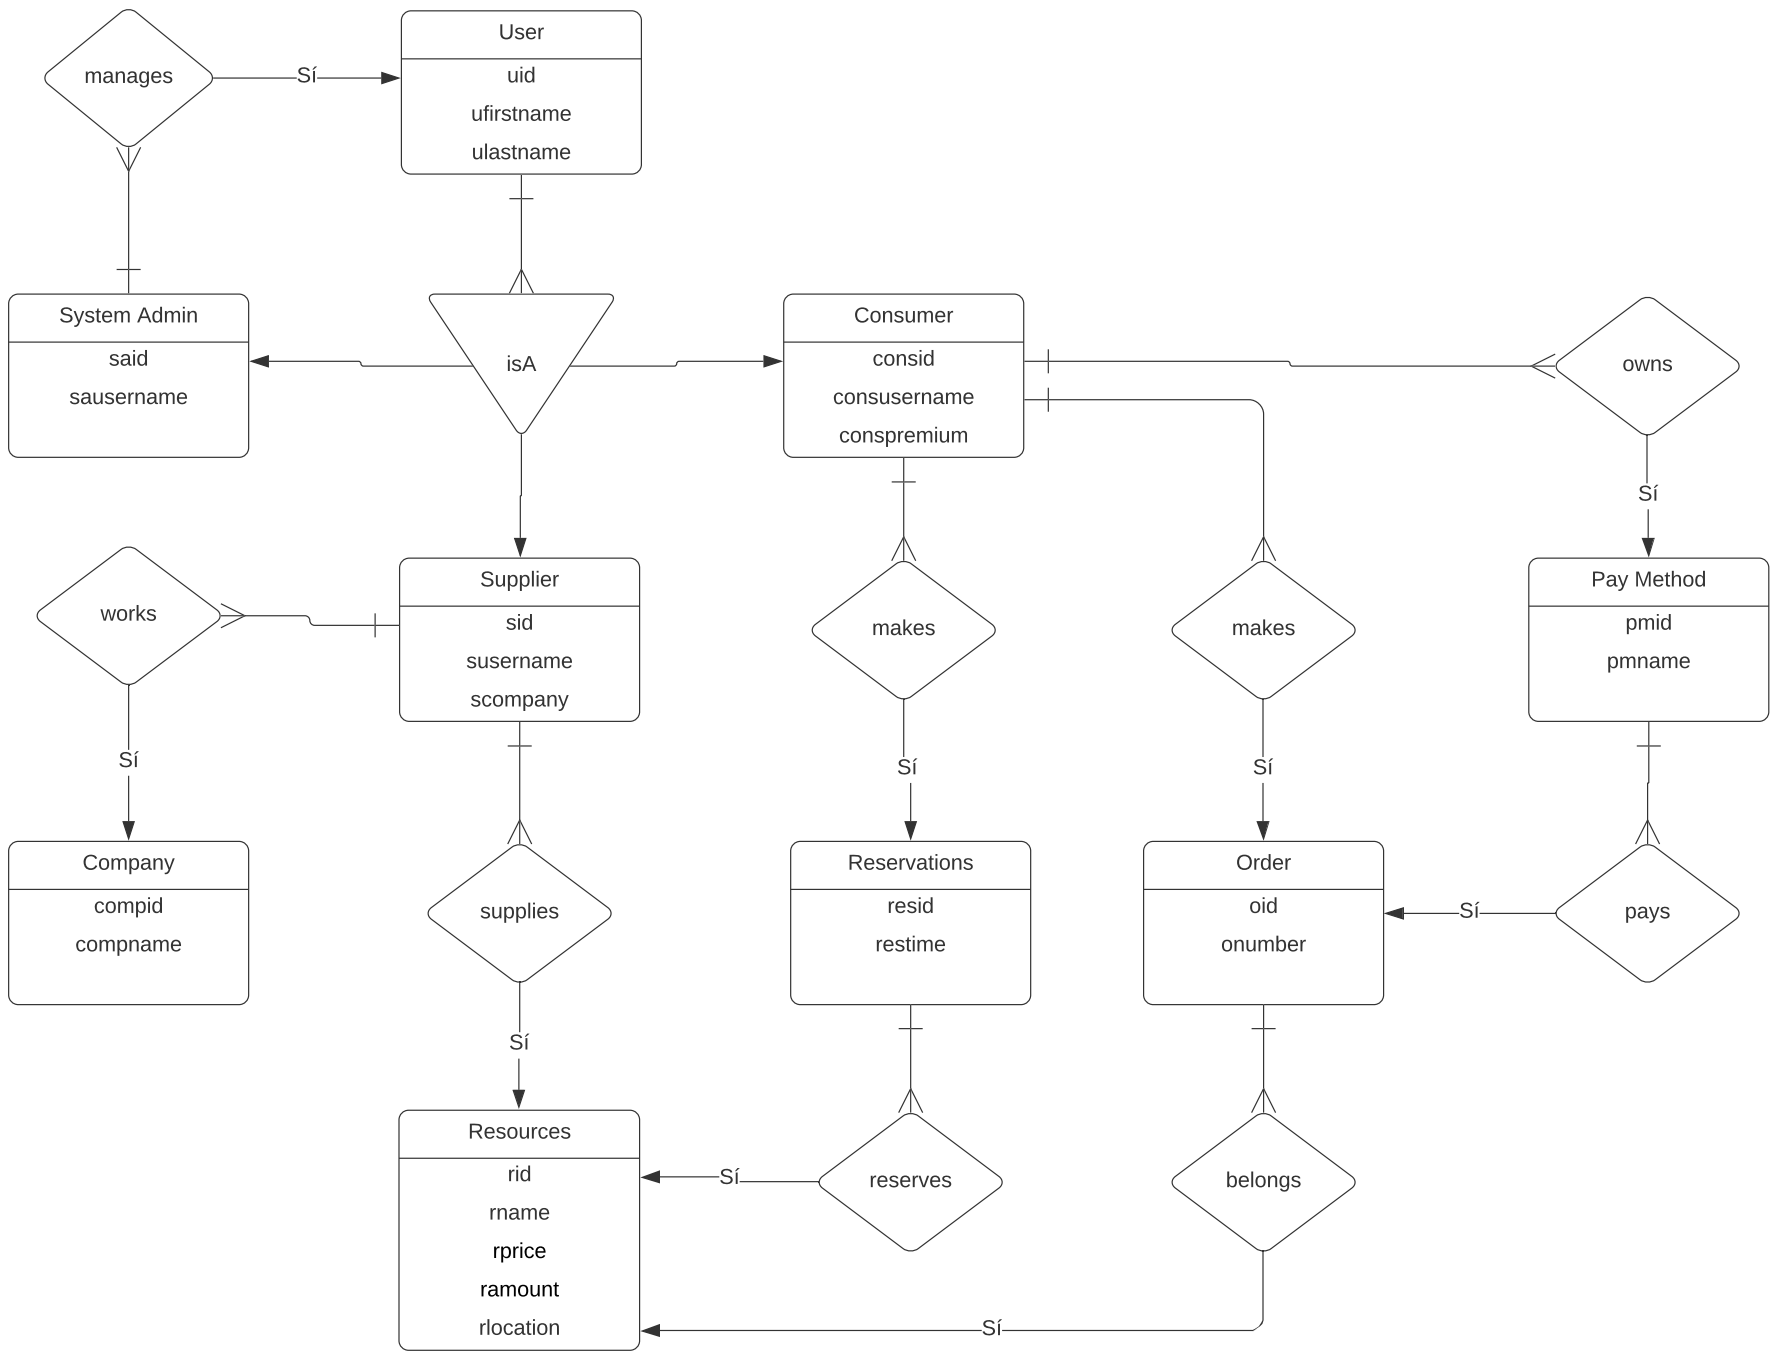 User
manages
Sí
uid
ufirstname
ulastname
System Admin
said
sausername
isA
Consumer
consid
consusername
conspremium
owns
Sí
works
Supplier
sid
susername
scompany
makes
makes
Pay Method
pmid
pmname
Sí
Sí
Sí
Company
compid
compname
supplies
Reservations
resid
restime
Order
oid
onumber
Sí
pays
Sí
Resources
rid
rname
rprice
ramount
rlocation
Sí
reserves
belongs
Sí